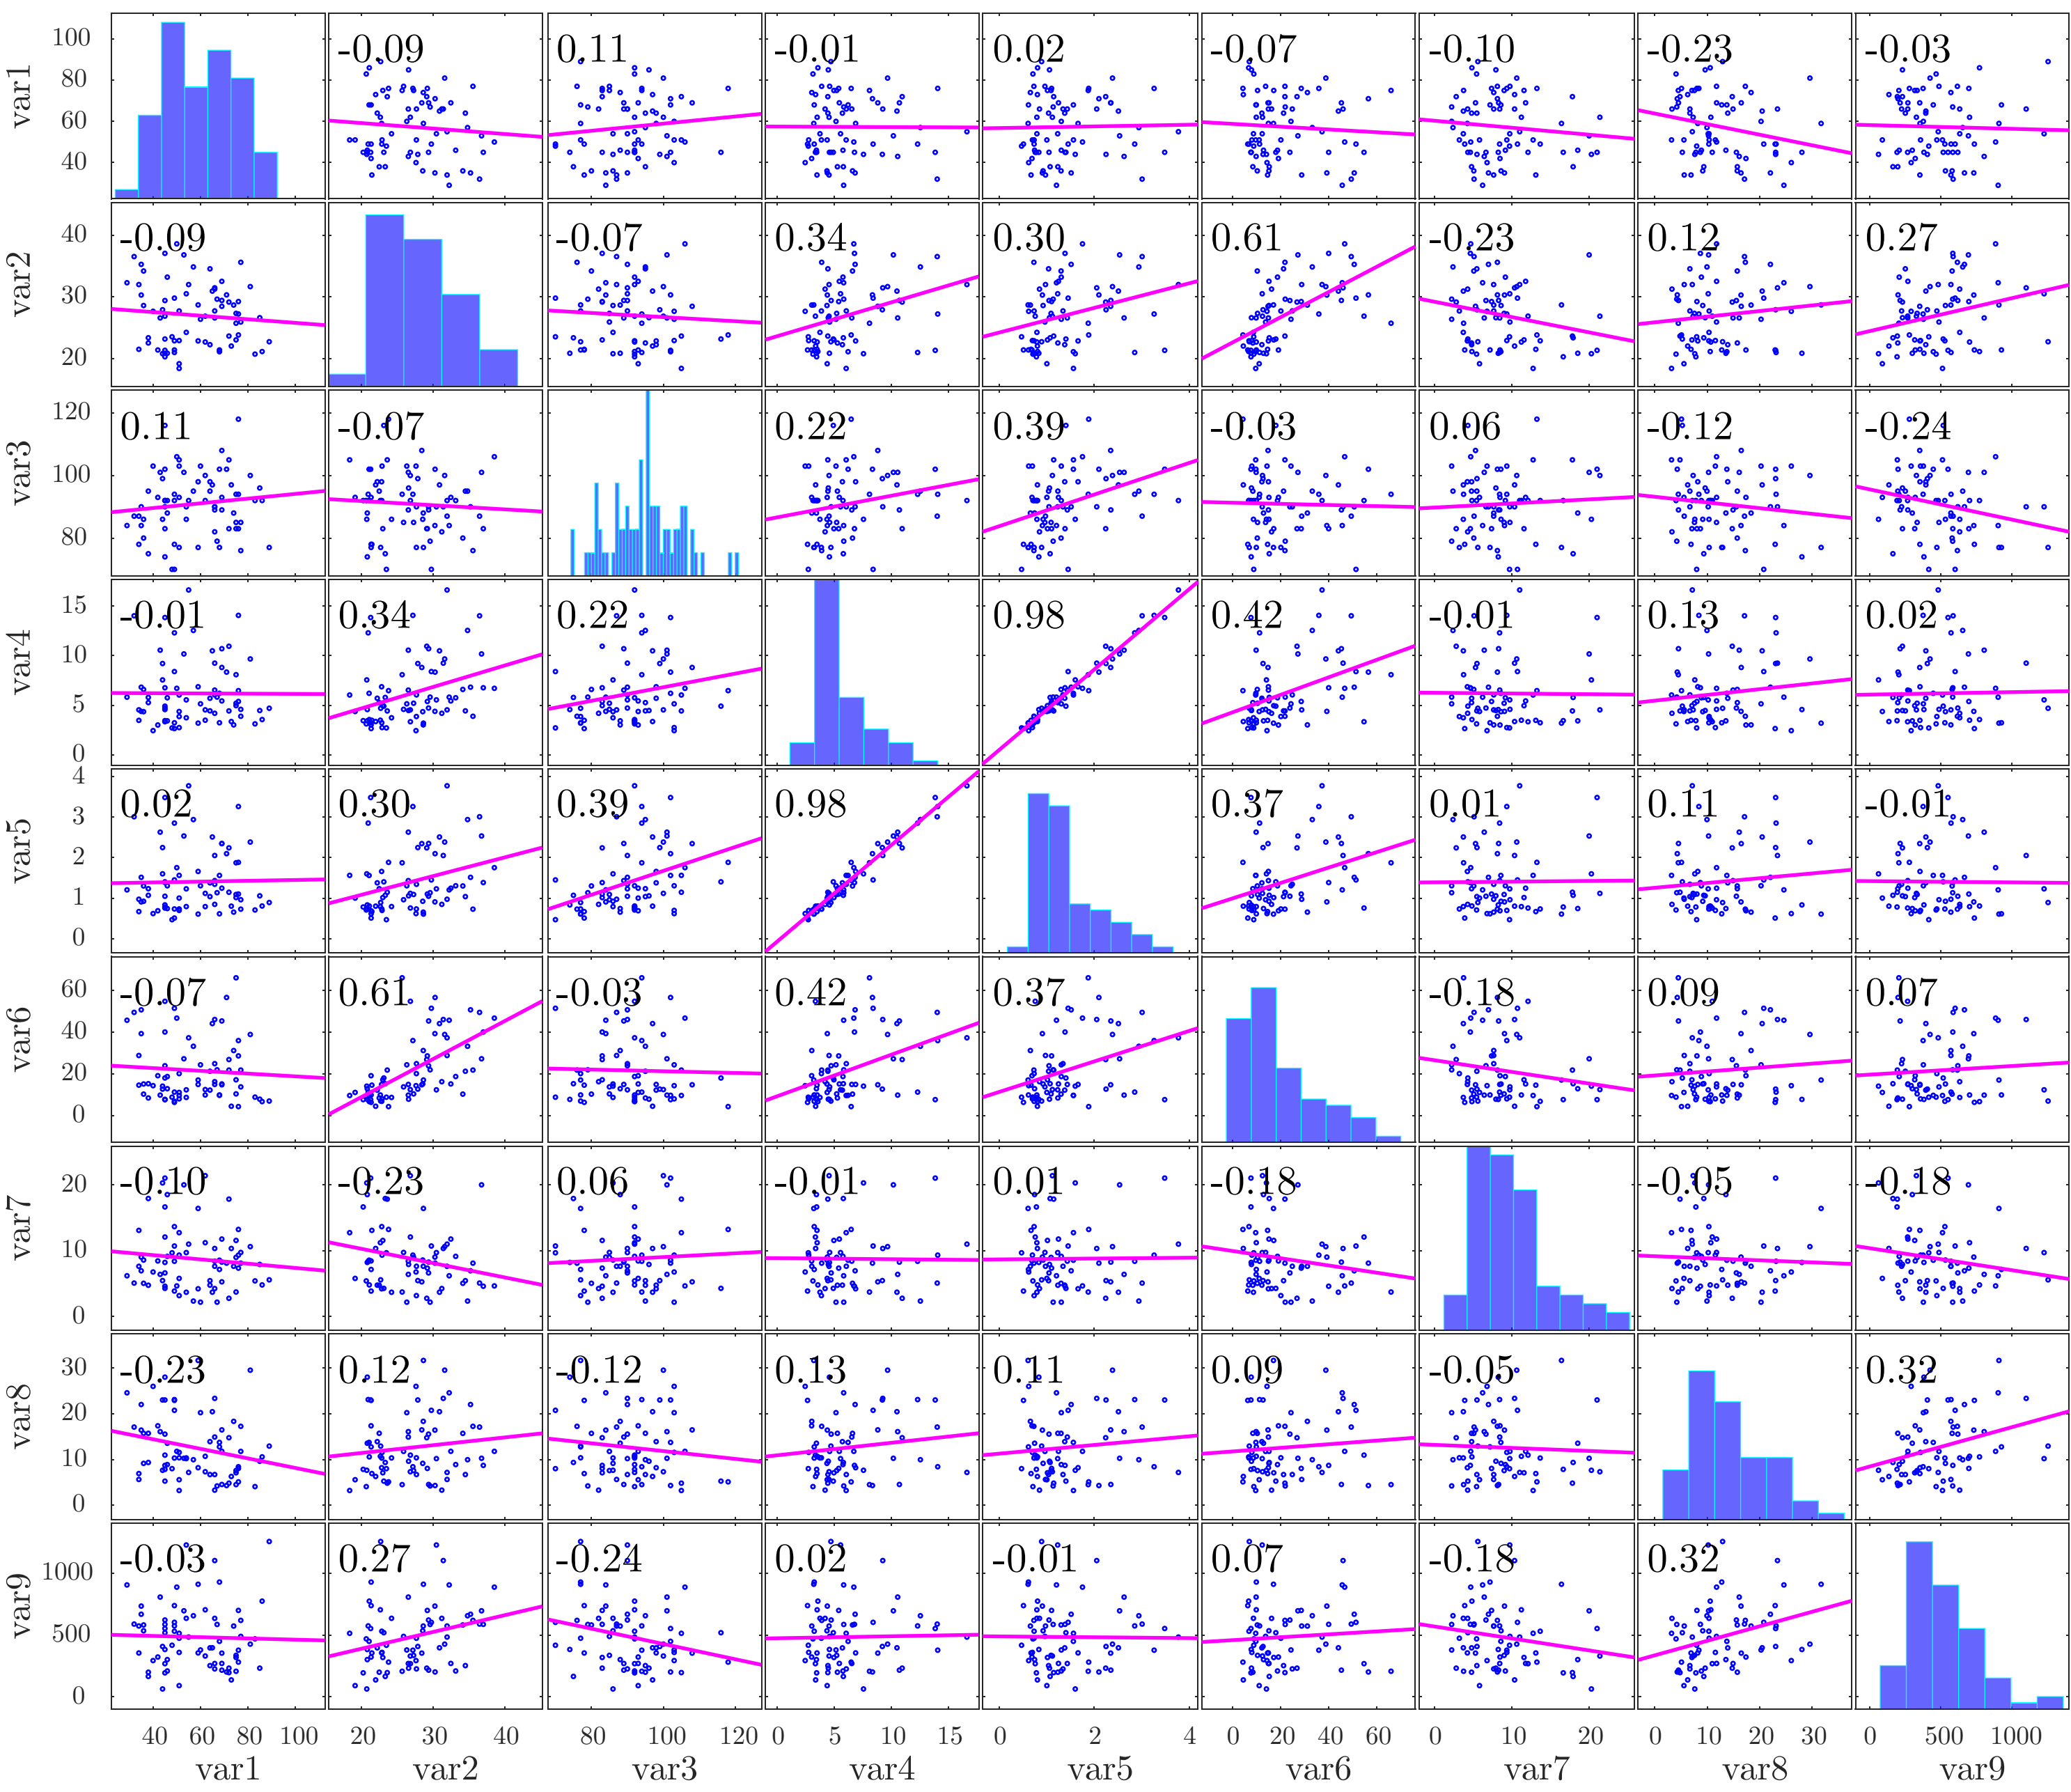 var1 100 80 60 40 -0.09 0.11 -0.01 0.02 -0.07 -0.10 -0.23 -0.03
var2 40 30 20 -0.09 -0.07 0.34 0.30 0.61 -0.23 0.12 0.27
var3 120 100 80 0.11 -0.07 0.22 0.39 -0.03 0.06 -0.12 -0.24
var4 15 10 5 0 -0.01 0.34 0.22 0.98 0.42 -0.01 0.13 0.02
var5 4 3 2 1 0 0.02 0.30 0.39 0.98 0.37 0.01 0.11 -0.01
var6 60 40 20 0 -0.07 0.61 -0.03 0.42 0.37 -0.18 0.09 0.07
var7 20 10 0 -0.10 -0.23 0.06 -0.01 0.01 -0.18 -0.05 -0.18
var8 30 20 10 0 -0.23 0.12 -0.12 0.13 0.11 0.09 -0.05 0.32
var9 1000 500 0 -0.03 0.27 -0.24 0.02 -0.01 0.07 -0.18 0.32
40 60 80 100 20 30 40 80 100 120 0 5 10 15 0 2 4 0 20 40 60 0 10 20 0 10 20 30 0 500 1000
var1 var2 var3 var4 var5 var6 var7 var8 var9